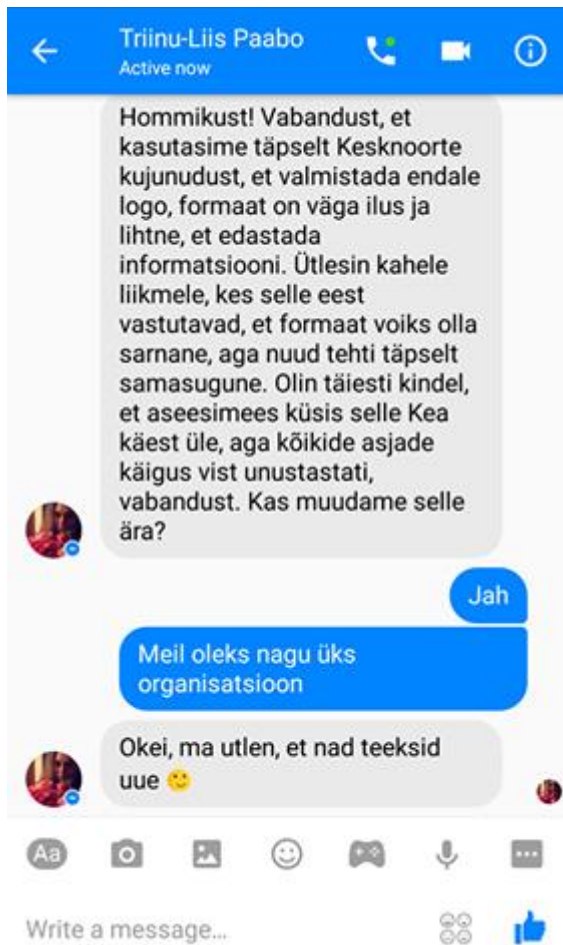 Triinu-Liis Paabo
Active now
Hommikust! Vabandust, et
kasutasime täpselt Kesknoorte
kujunudust, et valmistada endale
logo, formaat on väga ilus ja
lihtne, et edastada
informatsiooni. Ütlesin kahele
liikmele, kes selle eest
vastutavad, et formaat voiks olla
sarnane, aga nuud tehti täpselt
samasugune. Olin täiesti kindel,
et aseesimees küsis selle Kea
käest üle, aga kõikide asjade
käigus vist unustastati,
vabandust. Kas muudame selle
ära?
Jah
Meil oleks nagu üks
organisatsioon
Okei, ma utlen, et nad teeksid
uue 🙂
Aa
Write a message...